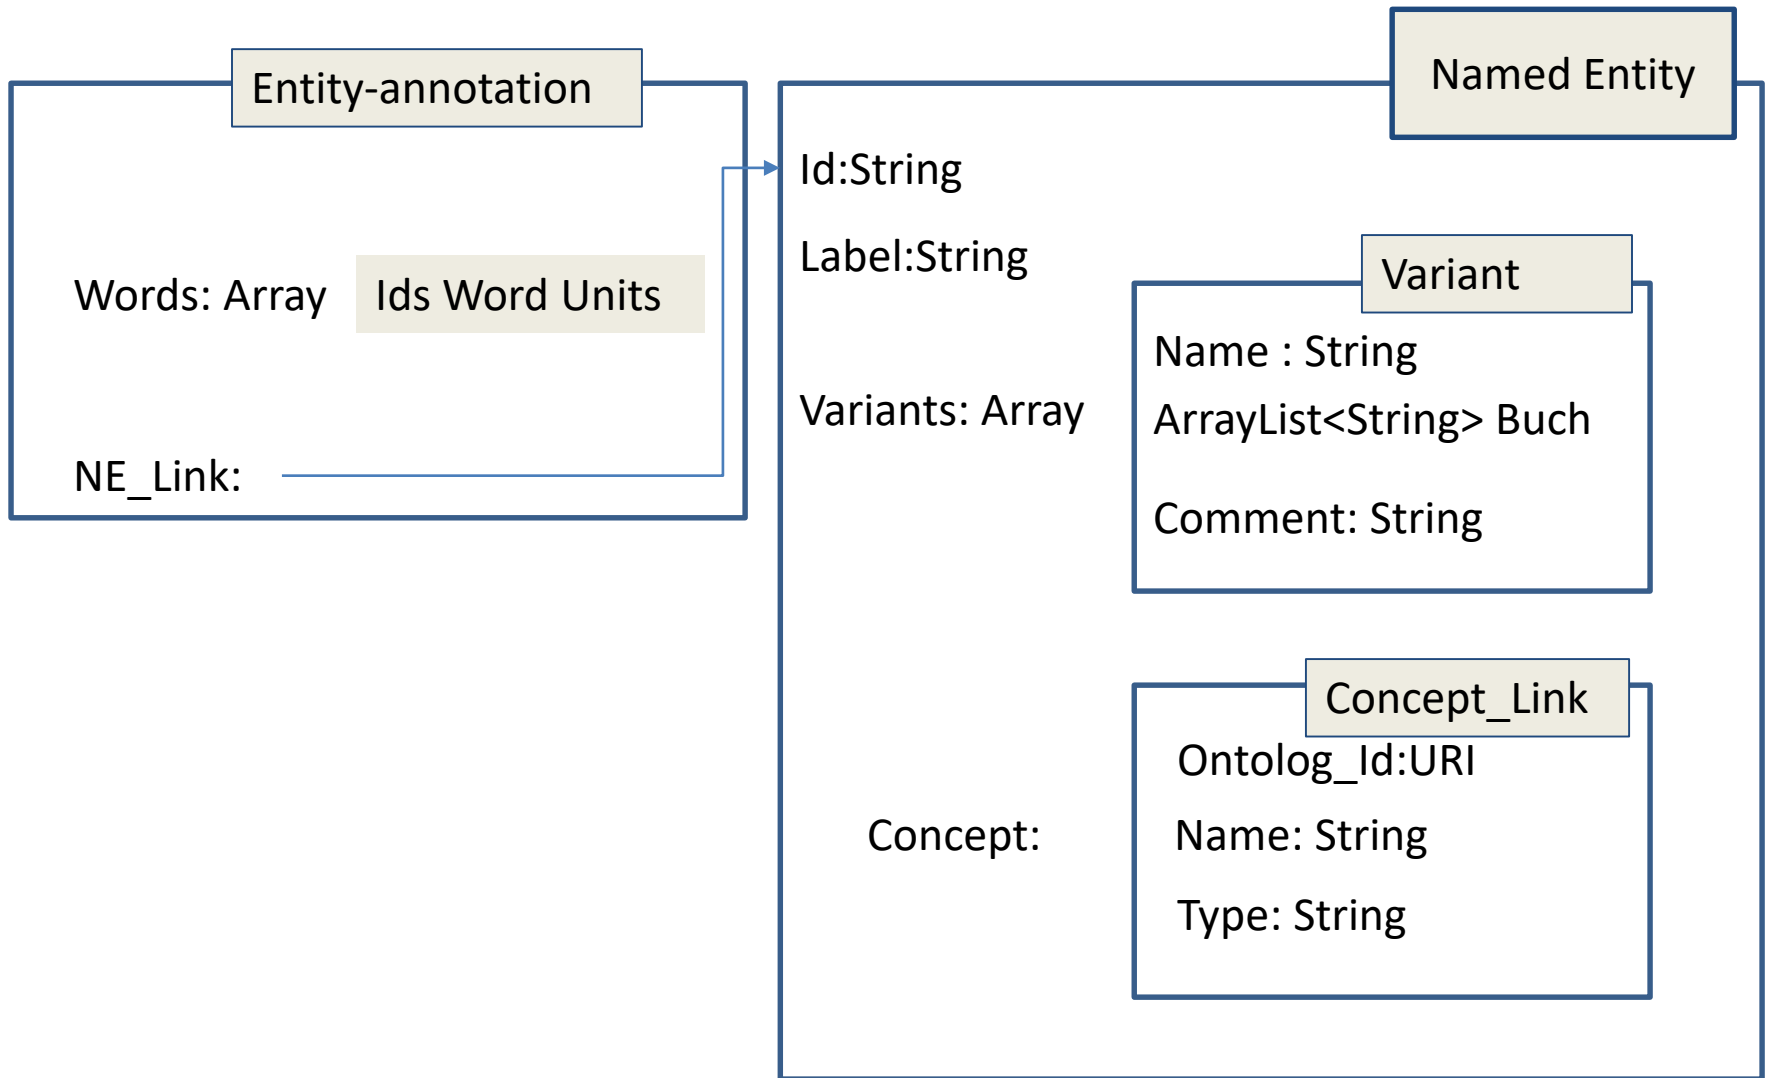 Entity-annotation
Words: Array
Ids Word Units
NE_Link:
Named Entity
Id:String
Label:String
Variants: Array
Variant
Name : String
ArrayList<String> Buch
Comment: String
Concept:
Concept_Link
Ontolog_Id:URI
Name: String
Type: String